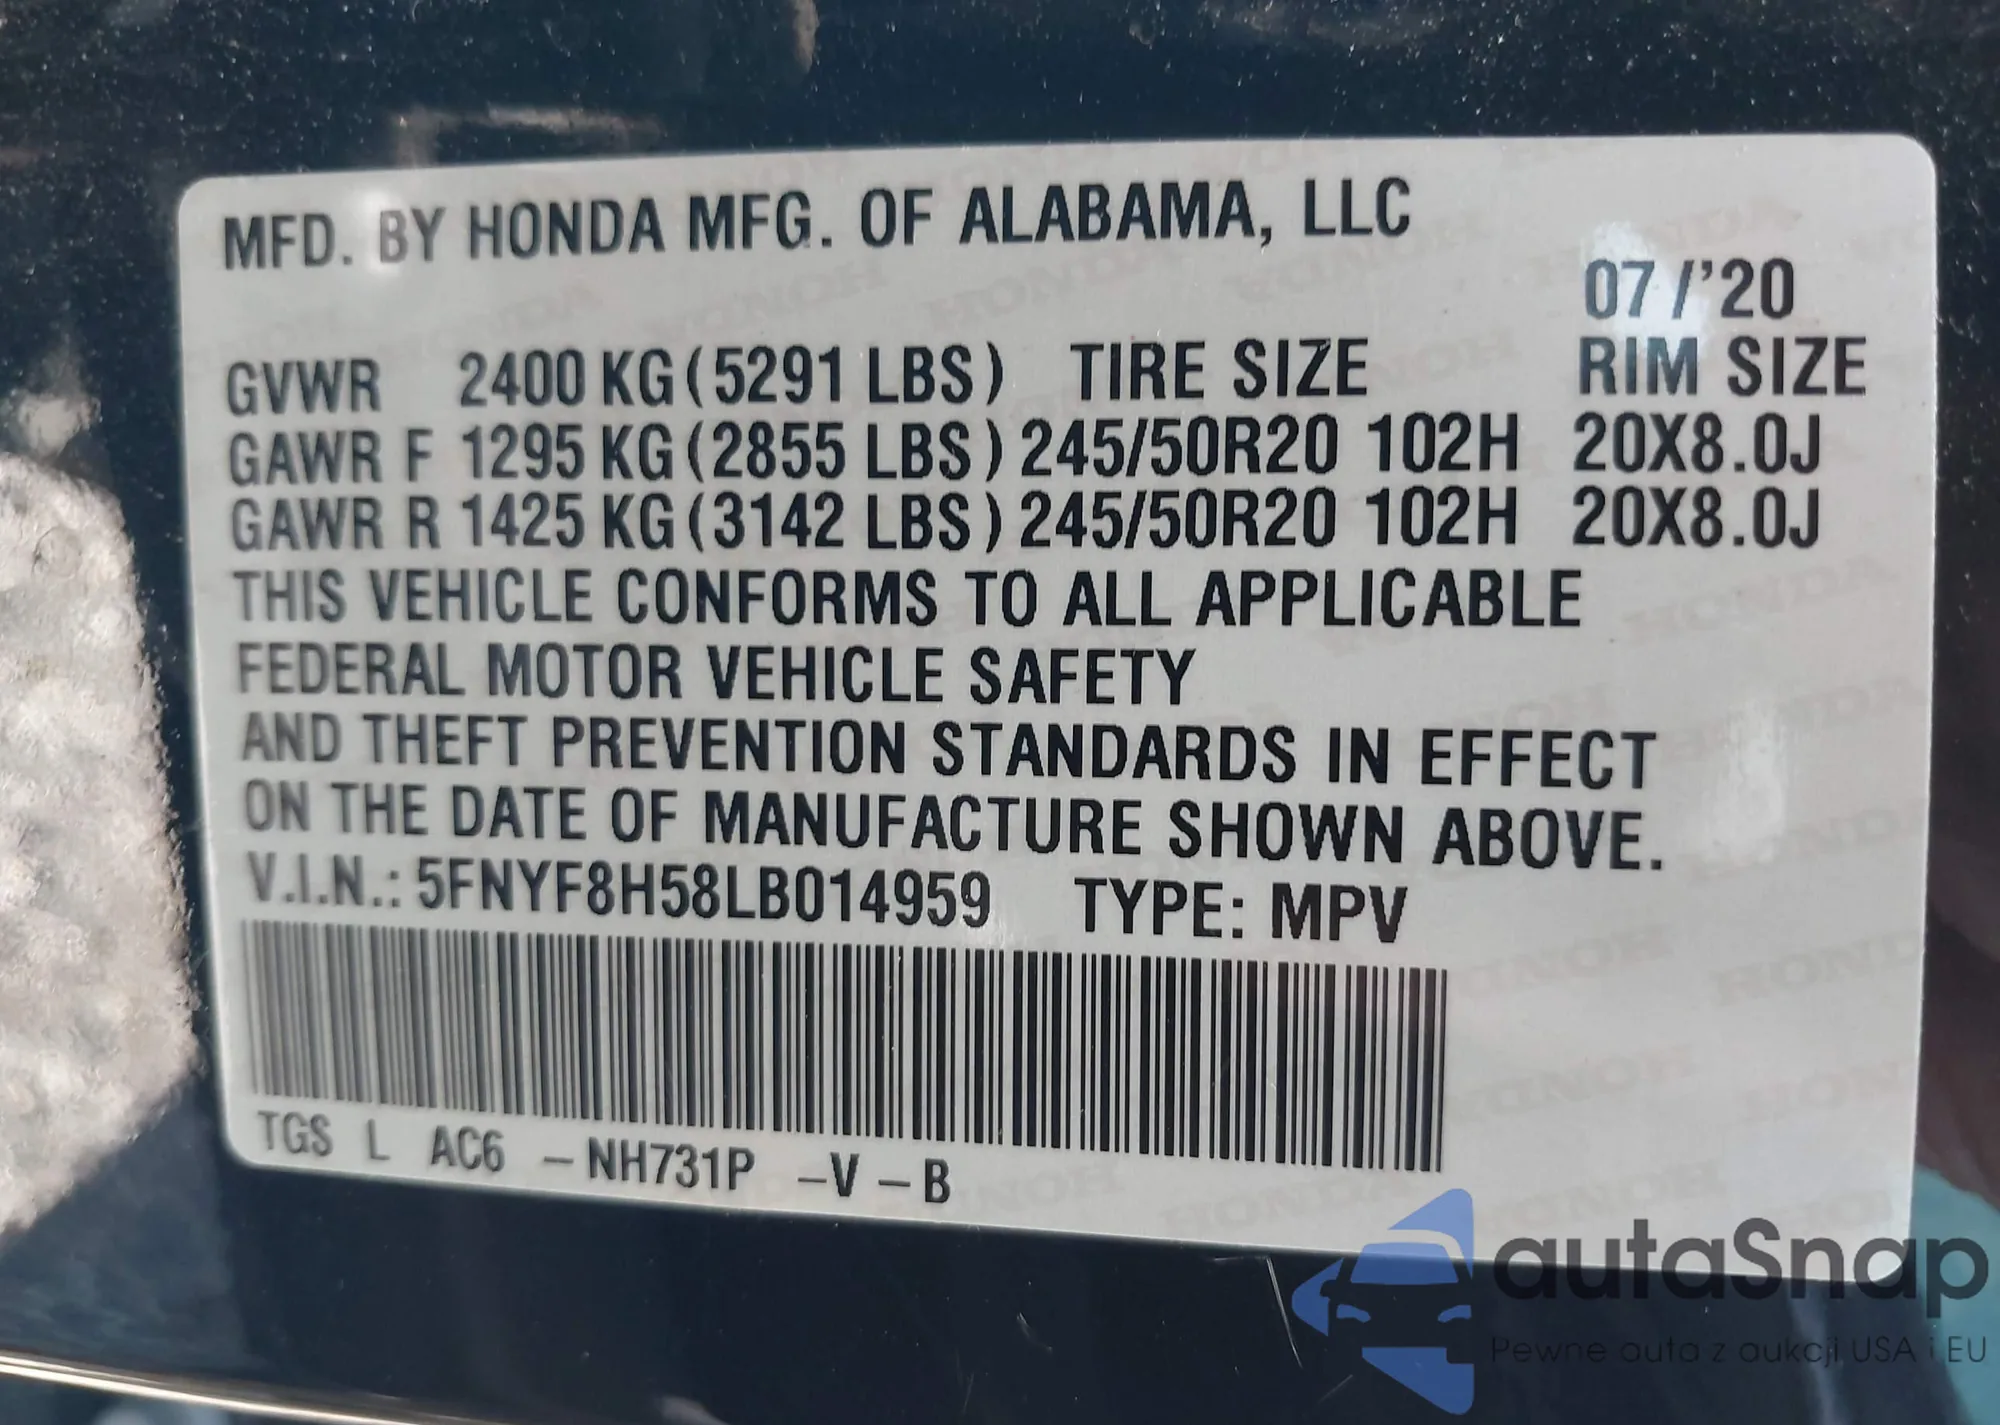 MFD. BY HONDA MFG. OF ALABAMA, LLC
07/'20
GVWR 2400 KG (5291 LBS) TIRE SIZE RIM SIZE
GAWR F 1295 KG (2855 LBS) 245/50R20 102H 20X8.0J
GAWR R 1425 KG (3142 LBS) 245/50R20 102H 20X8.0J
THIS VEHICLE CONFORMS TO ALL APPLICABLE
FEDERAL MOTOR VEHICLE SAFETY
AND THEFT PREVENTION STANDARDS IN EFFECT
ON THE DATE OF MANUFACTURE SHOWN ABOVE.
V.I.N.: 5FNYF8H58LB014959 TYPE: MPV
TGS L AC6 –NH731P –V –B
autaSnap
Pewne auta z aukcji USA i EU